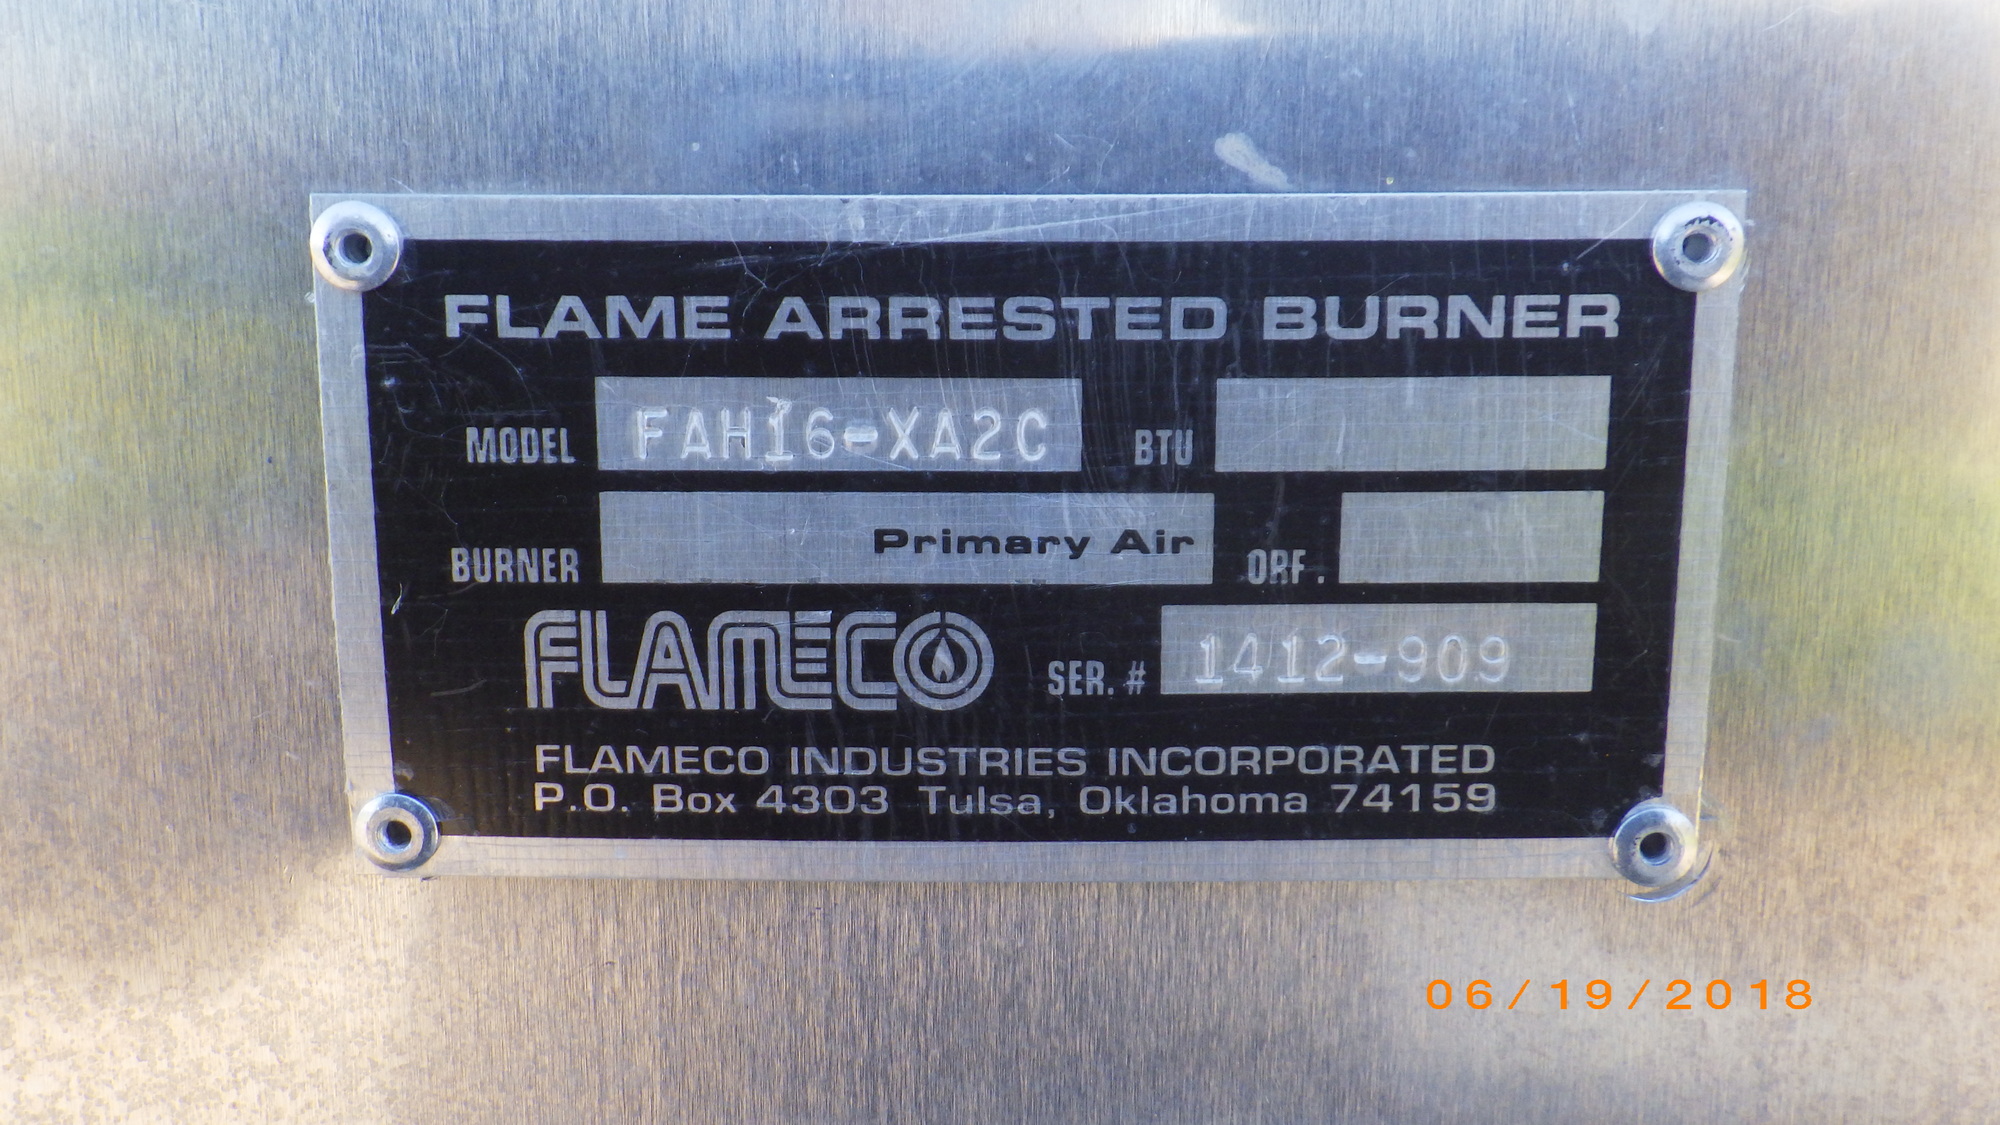 FLAME ARRESTED BURNER
MODEL FAH16-XA2C BTU
BURNER Primary Air ORF.
FLAMECO SER. # 1412-909
FLAMECO INDUSTRIES INCORPORATED
P.O. Box 4303 Tulsa, Oklahoma 74159
06/19/2018